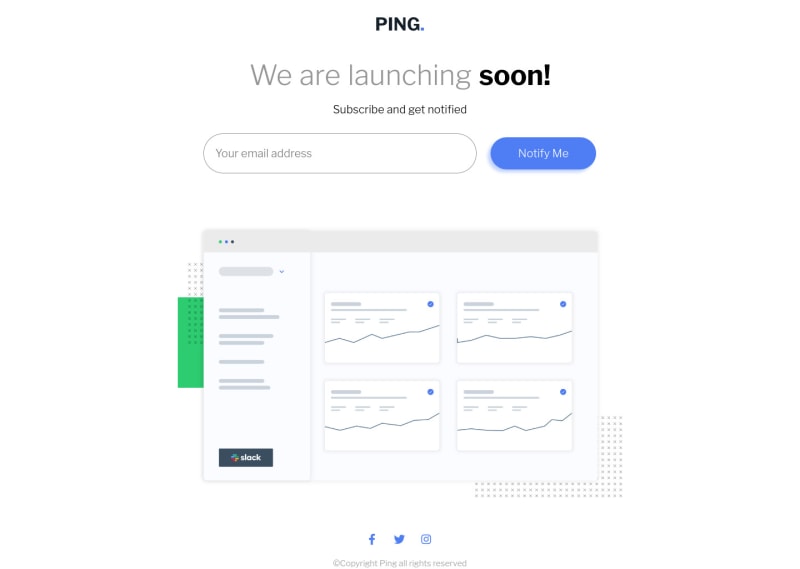 PING.
We are launching soon!
Subscribe and get notified
Your email address
Notify Me
slack
©Copyright Ping all rights reserved